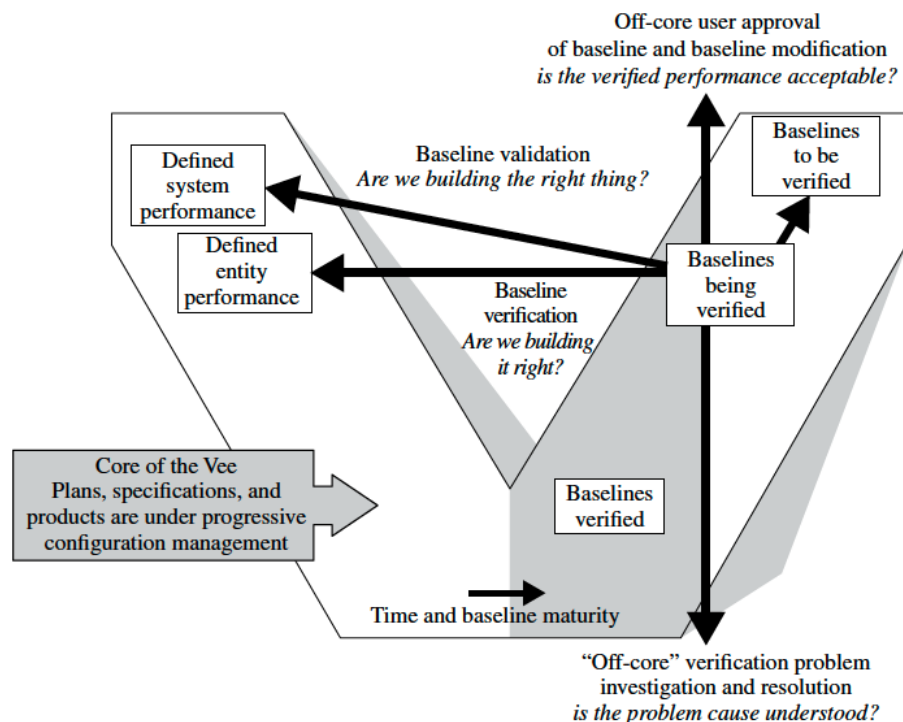 Off-core user approval
of baseline and baseline modification
is the verified performance acceptable?
Baselines
to be
verified
Baseline validation
Are we building the right thing?
Defined
system
performance
Defined
entity
performance
Baselines
being
verified
Baseline
verification
Are we building
it right?
Core of the Vee
Plans, specifications, and
products are under progressive
configuration management
Baselines
verified
Time and baseline maturity
“Off-core” verification problem
investigation and resolution
is the problem cause understood?